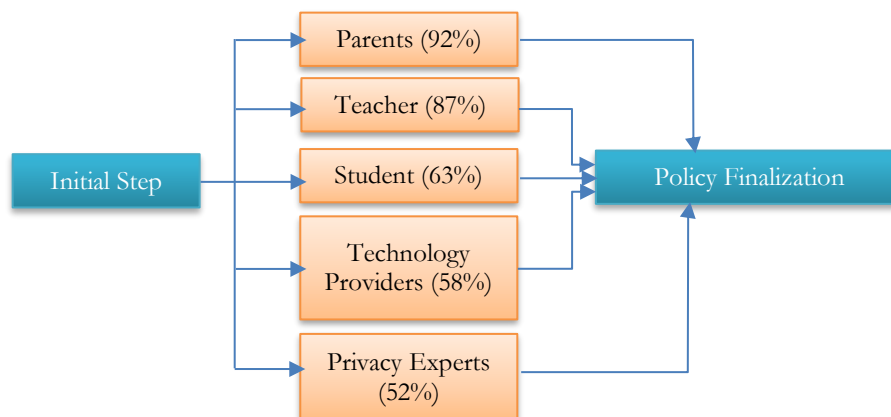 Parents (92%)
Teacher (87%)
Initial Step
Student (63%)
Policy Finalization
Technology
Providers (58%)
Privacy Experts
(52%)